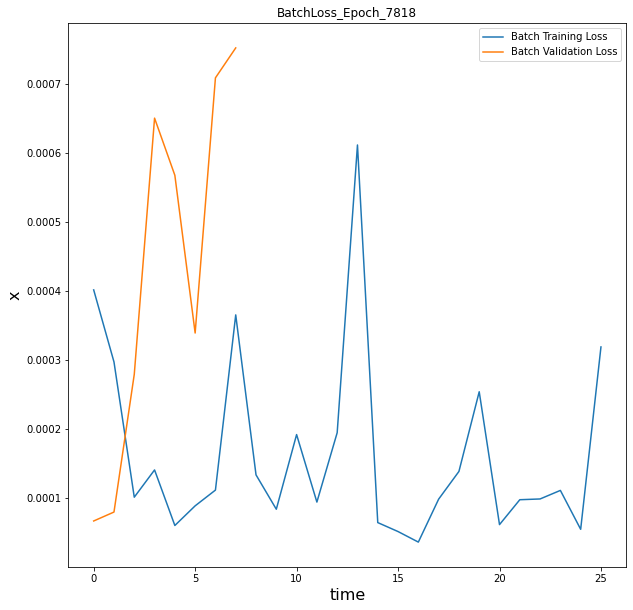 BatchLoss_Epoch_7818
Batch Training Loss
Batch Validation Loss
0.0007
0.0006
0.0005
0.0004
0.0003
0.0002
0.0001
x
0 5 10 15 20 25
time